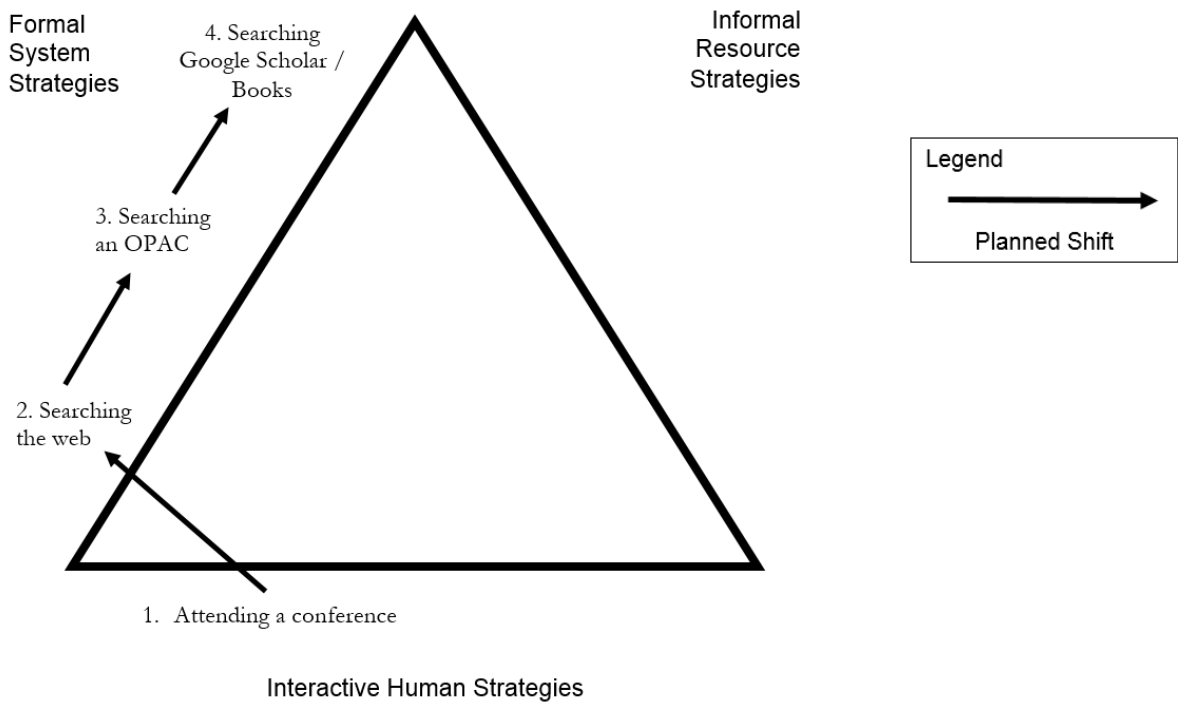 Formal
System
Strategies
4. Searching
Google Scholar /
Books
Informal
Resource
Strategies
Legend
Planned Shift
3. Searching
an OPAC
2. Searching
the web
1. Attending a conference
Interactive Human Strategies